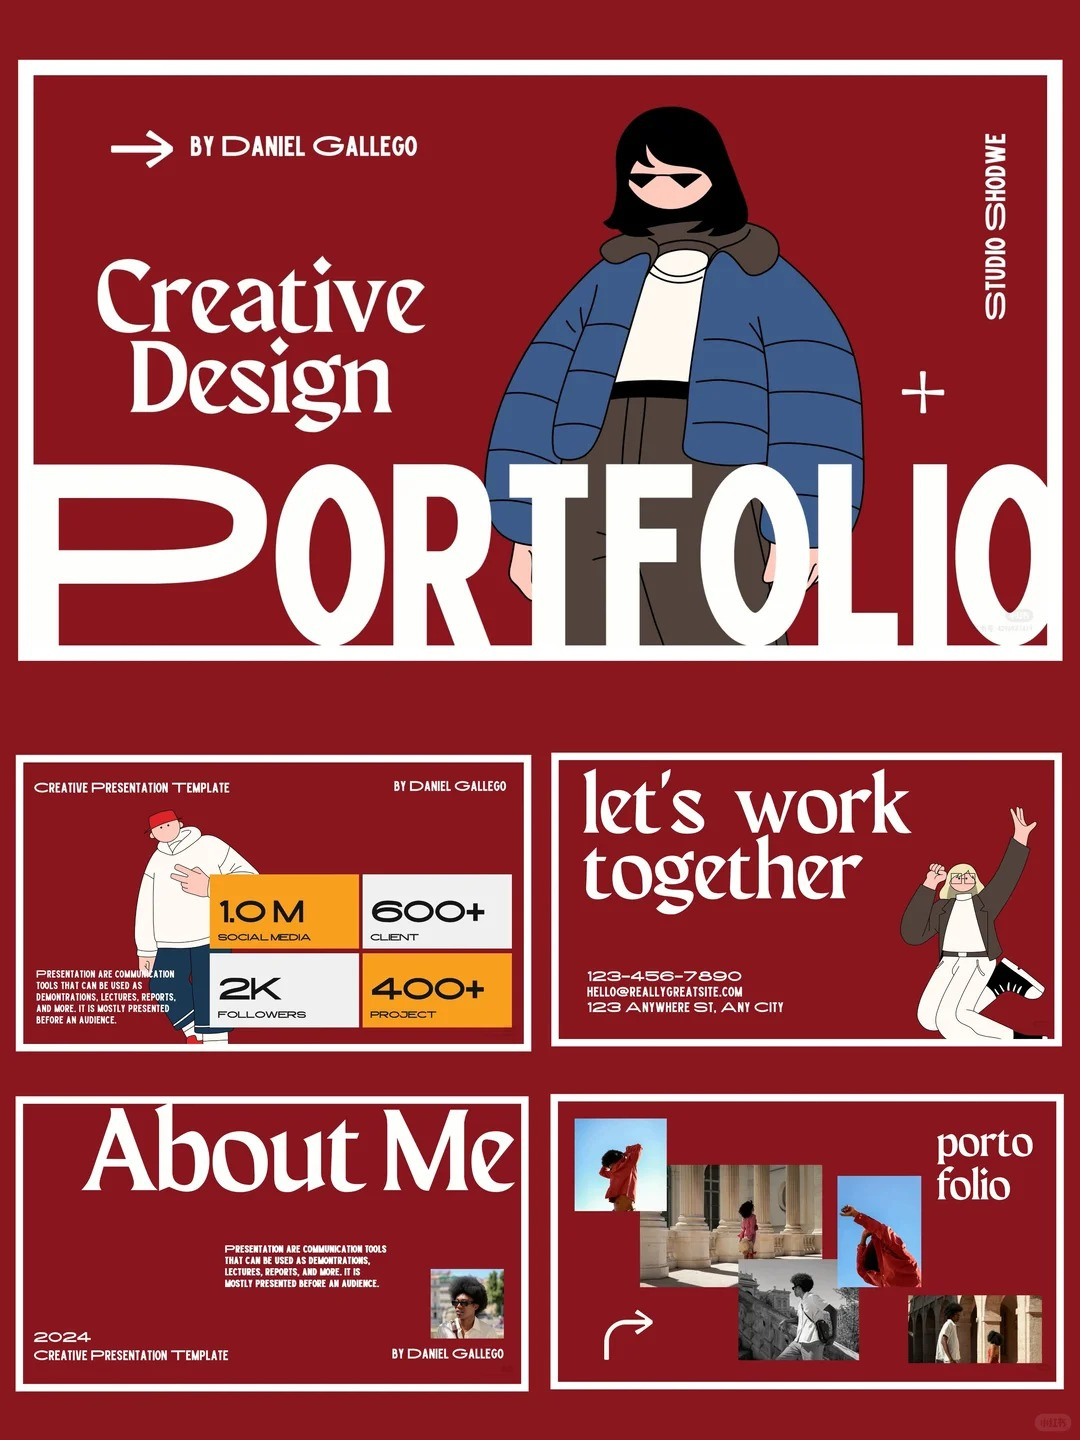 BY DANIEL GALLEGO
STUDIO SHODWE
Creative
Design
PORTFOLIO
CREATIVE PRESENTATION TEMPLATE
BY DANIEL GALLEGO
1.0 M
SOCIAL MEDIA
600+
CLIENT
2K
FOLLOWERS
400+
PROJECT
PRESENTATION ARE COMMUNICATION
TOOLS THAT CAN BE USED AS
DEMONTRATIONS, LECTURES, REPORTS,
AND MORE. IT IS MOSTLY PRESENTED
BEFORE AN AUDIENCE.
let's work
together
123-456-7890
HELLO@REALLYGREATSITE.COM
123 ANYWHERE ST, ANY CITY
About Me
PRESENTATION ARE COMMUNICATION TOOLS
THAT CAN BE USED AS DEMONTRATIONS,
LECTURES, REPORTS, AND MORE. IT IS
MOSTLY PRESENTED BEFORE AN AUDIENCE.
2024
CREATIVE PRESENTATION TEMPLATE
BY DANIEL GALLEGO
porto
folio
小红书